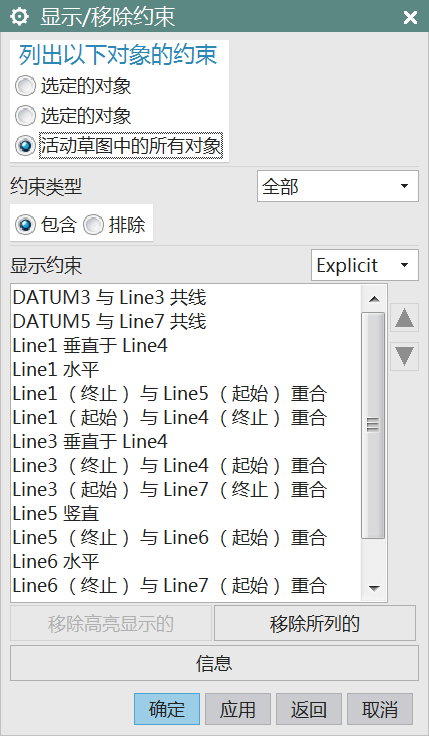 显示/移除约束
列出以下对象的约束
选定的对象
选定的对象
活动草图中的所有对象
约束类型 全部
包含 排除
显示约束 Explicit
DATUM3 与 Line3 共线
DATUM5 与 Line7 共线
Line1 垂直于 Line4
Line1 水平
Line1（终止）与 Line5（起始）重合
Line1（起始）与 Line4（终止）重合
Line3 垂直于 Line4
Line3（终止）与 Line4（起始）重合
Line3（起始）与 Line7（终止）重合
Line5 竖直
Line5（终止）与 Line6（起始）重合
Line6 水平
Line6（终止）与 Line7（起始）重合
移除高亮显示的 移除所列的
信息
确定 应用 返回 取消